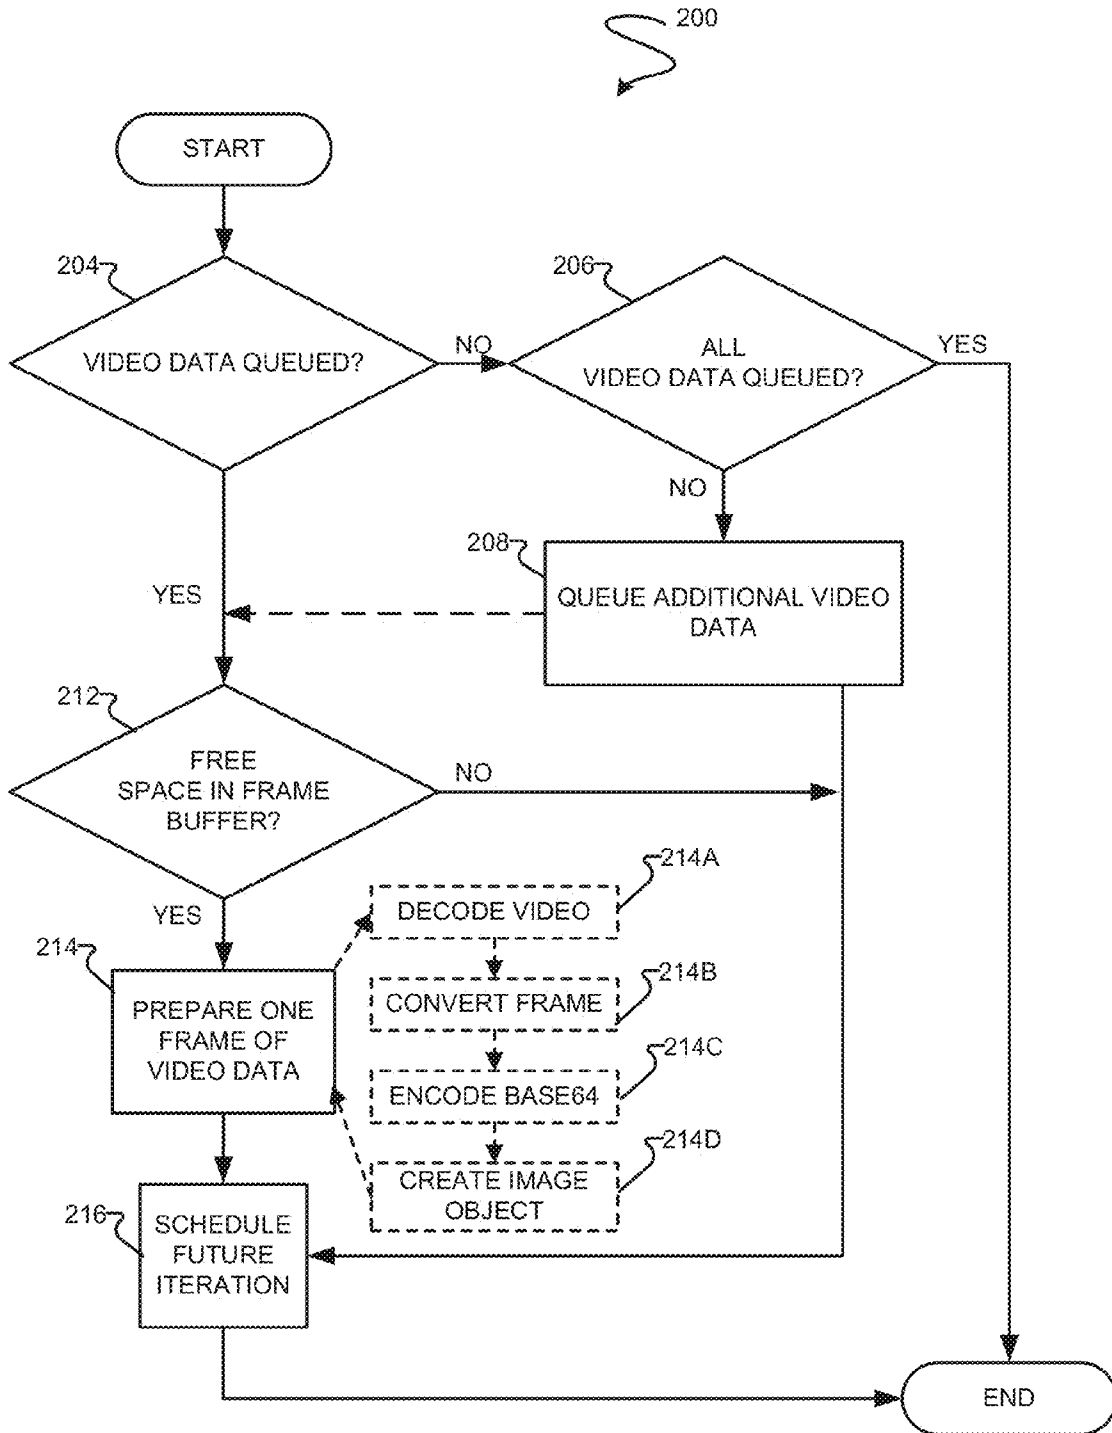 200
START
204
VIDEO DATA QUEUED?
NO
206
ALL
VIDEO DATA QUEUED?
YES
NO
208
QUEUE ADDITIONAL VIDEO
DATA
YES
212
FREE
SPACE IN FRAME
BUFFER?
NO
YES
214
PREPARE ONE
FRAME OF
VIDEO DATA
214A
DECODE VIDEO
214B
CONVERT FRAME
214C
ENCODE BASE64
214D
CREATE IMAGE
OBJECT
216
SCHEDULE
FUTURE
ITERATION
END